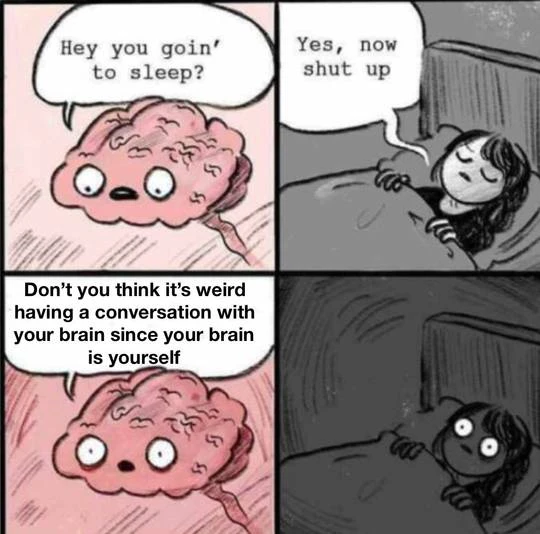 Hey you goin'
to sleep?
Yes, now
shut up
Don't you think it's weird
having a conversation with
your brain since your brain
is yourself